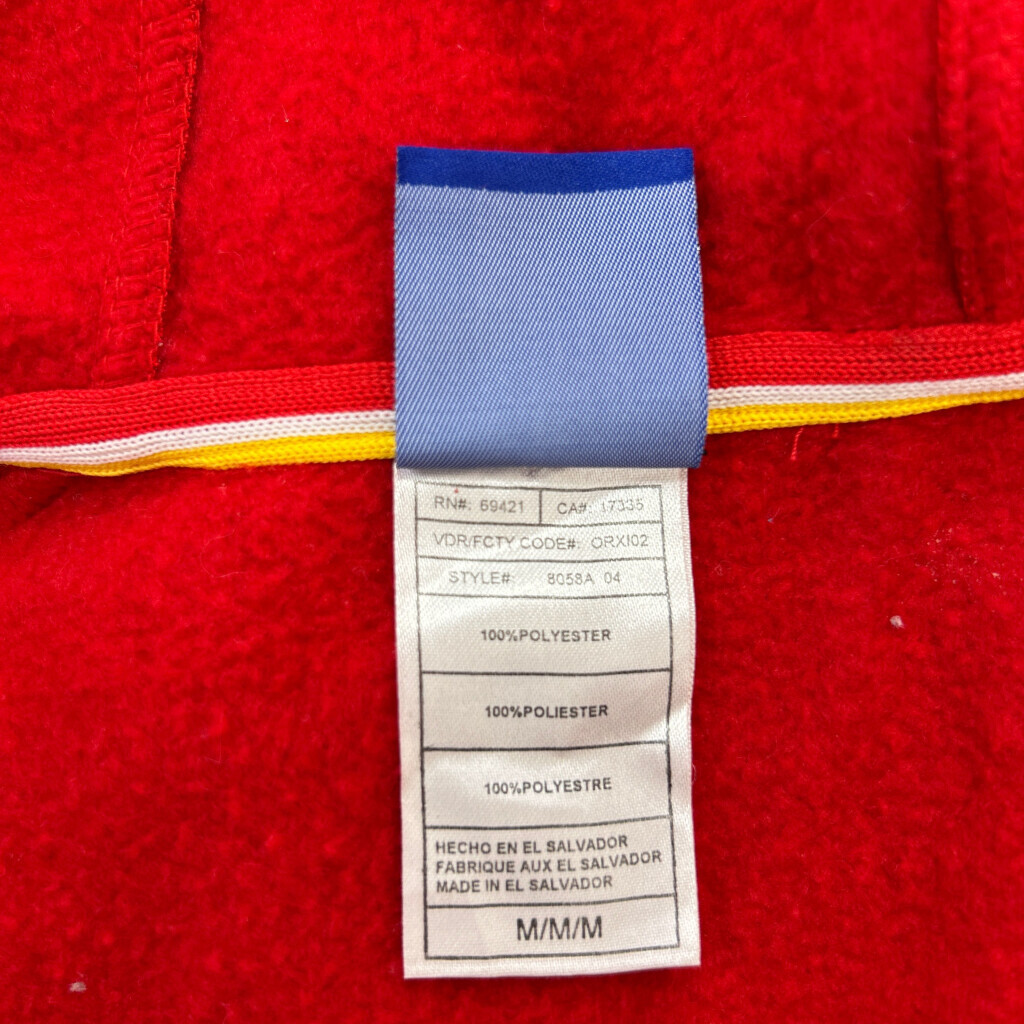 RN#: 69421 CA#: 17335
VDR/FCTY CODE#: ORXI02
STYLE#: 8058A 04
100%POLYESTER
100%POLIESTER
100%POLYESTRE
HECHO EN EL SALVADOR
FABRIQUE AUX EL SALVADOR
MADE IN EL SALVADOR
M/M/M